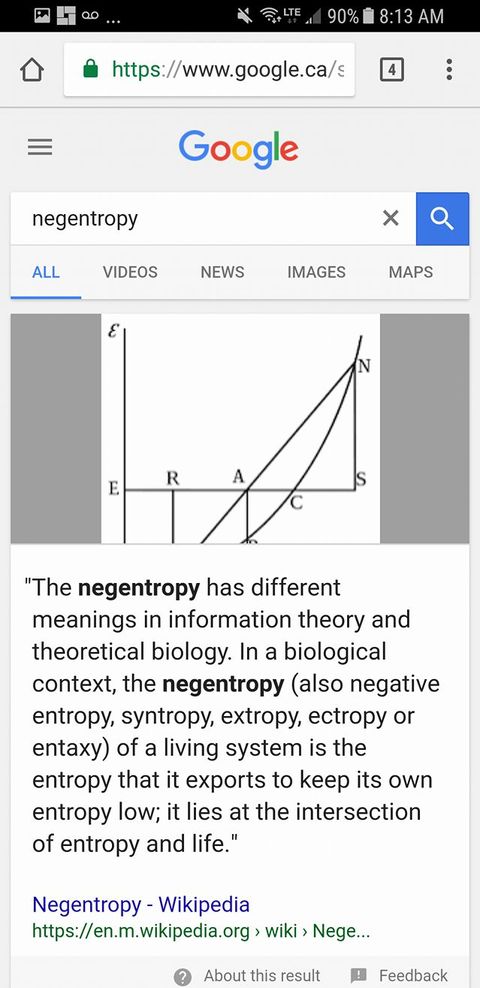 LTE 90% 8:13 AM
https://www.google.ca/s
4
Google
negentropy
ALL VIDEOS NEWS IMAGES MAPS
ε
N
E R A S
C
"The negentropy has different
meanings in information theory and
theoretical biology. In a biological
context, the negentropy (also negative
entropy, syntropy, extropy, ectropy or
entaxy) of a living system is the
entropy that it exports to keep its own
entropy low; it lies at the intersection
of entropy and life."
Negentropy - Wikipedia
https://en.m.wikipedia.org › wiki › Nege...
About this result Feedback